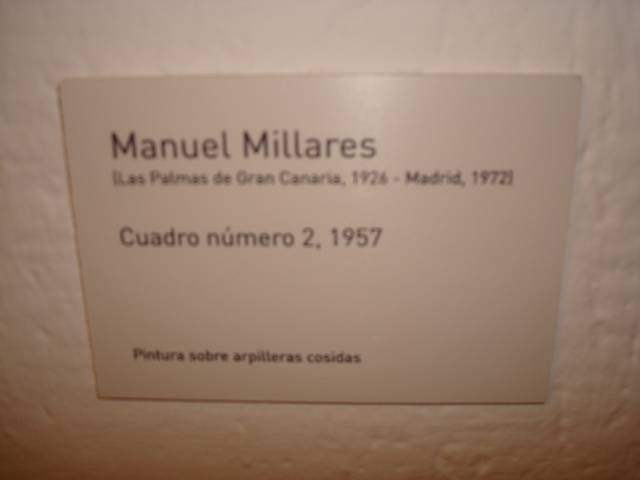 Manuel Millares
[Las Palmas de Gran Canaria, 1926 - Madrid, 1972]
Cuadro número 2, 1957
Pintura sobre arpilleras cosidas